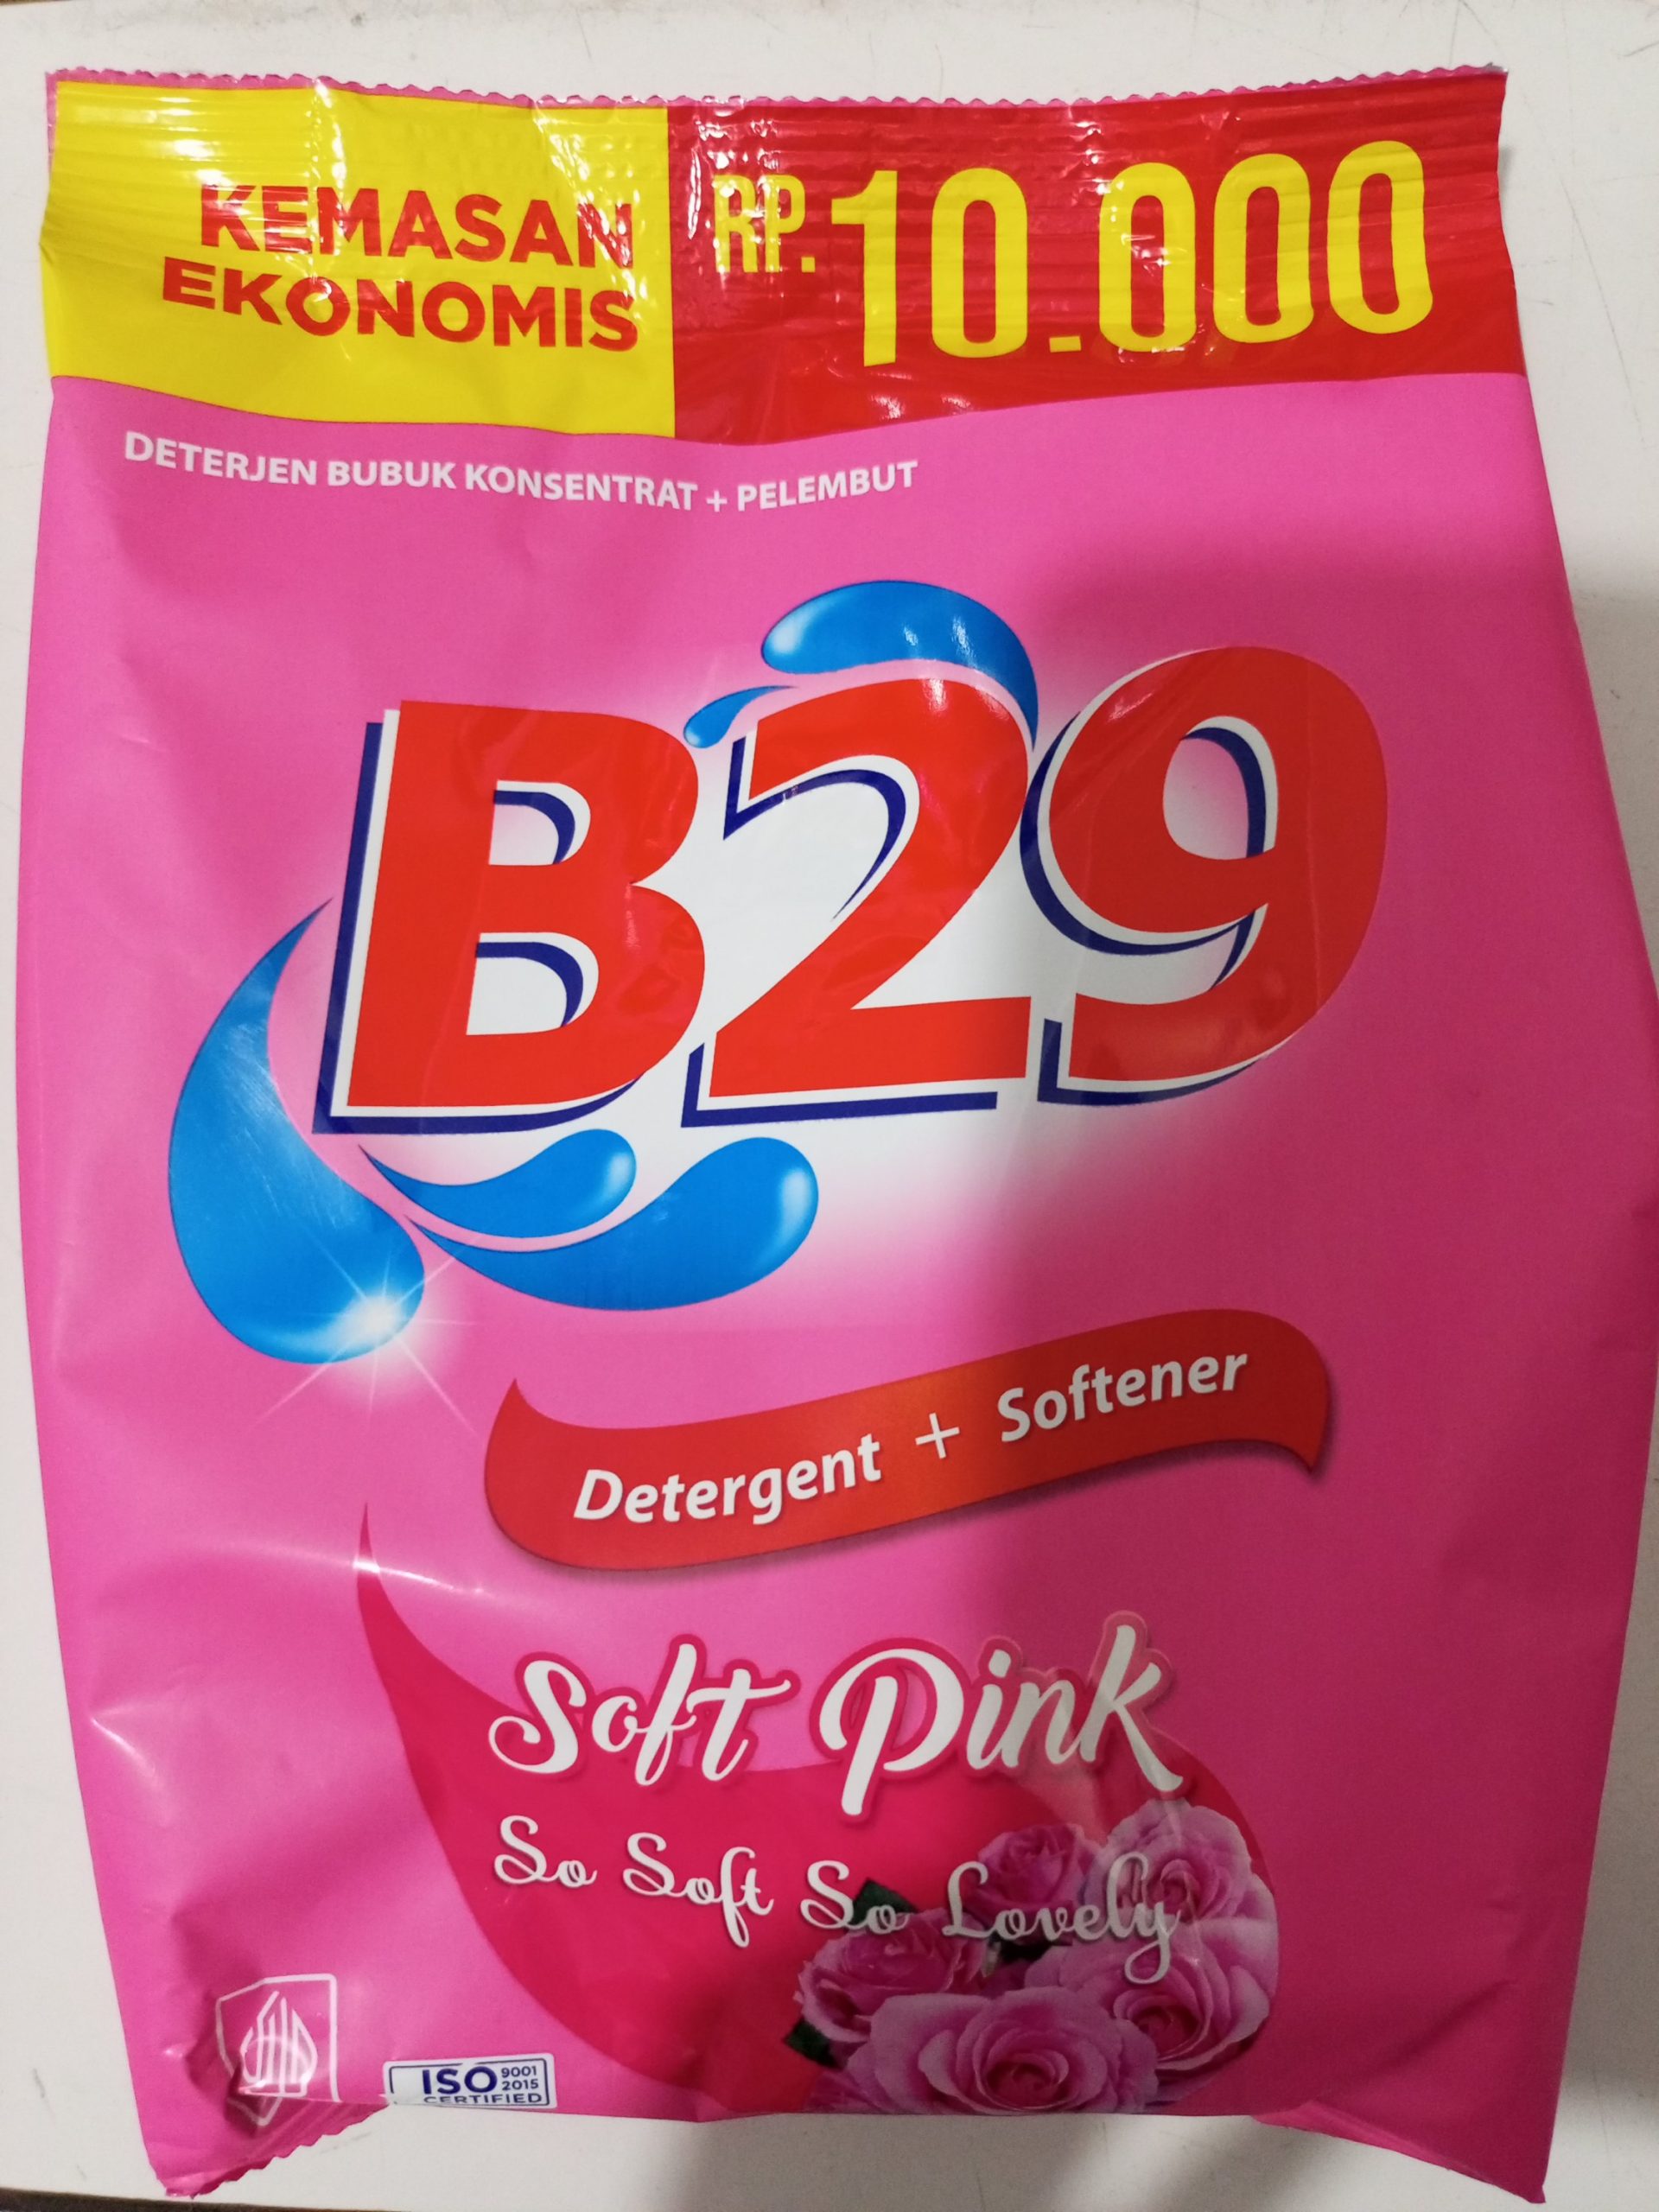 KEMASAN
EKONOMIS
RP.10.000
DETERJEN BUBUK KONSENTRAT + PELEMBUT
B29
Detergent + Softener
Soft Pink
So Soft So Lovely
ISO 9001
2015
CERTIFIED